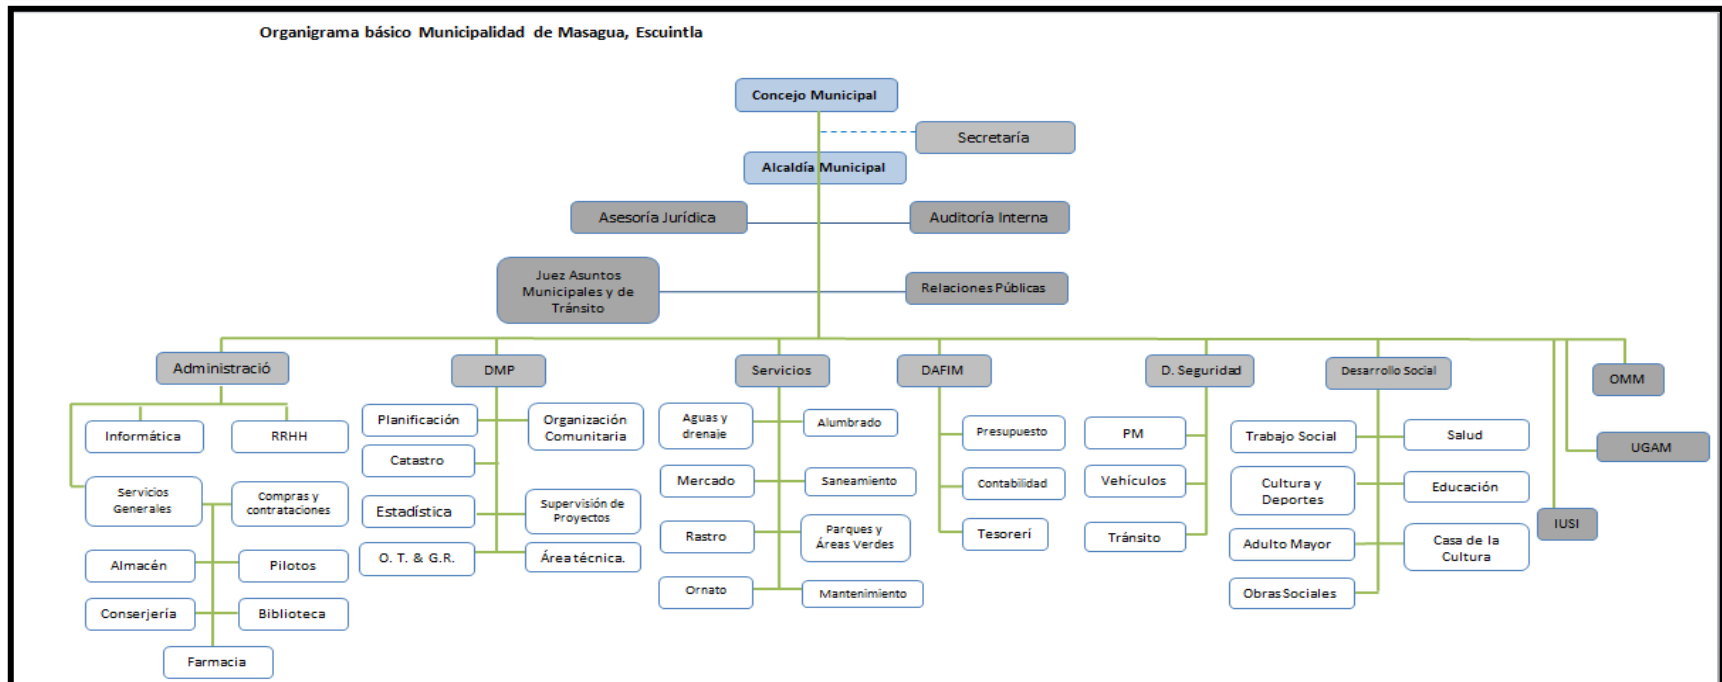 Organigrama básico Municipalidad de Masagua, Escuintla
Concejo Municipal
Secretaría
Alcaldía Municipal
Asesoría Jurídica
Auditoría Interna
Juez Asuntos
Municipales y de
Tránsito
Relaciones Públicas
Administració
DMP
Servicios
DAFIM
D. Seguridad
Desarrollo Social
OMM
UGAM
IUSI
Informática
RRHH
Servicios
Generales
Compras y
contrataciones
Almacén
Pilotos
Conserjería
Biblioteca
Farmacia
Planificación
Organización
Comunitaria
Catastro
Estadística
Supervisión de
Proyectos
O. T. & G.R.
Área técnica.
Aguas y
drenaje
Alumbrado
Mercado
Saneamiento
Rastro
Parques y
Áreas Verdes
Ornato
Mantenimiento
Presupuesto
Contabilidad
Tesorerí
PM
Vehículos
Tránsito
Trabajo Social
Salud
Cultura y
Deportes
Educación
Adulto Mayor
Casa de la
Cultura
Obras Sociales